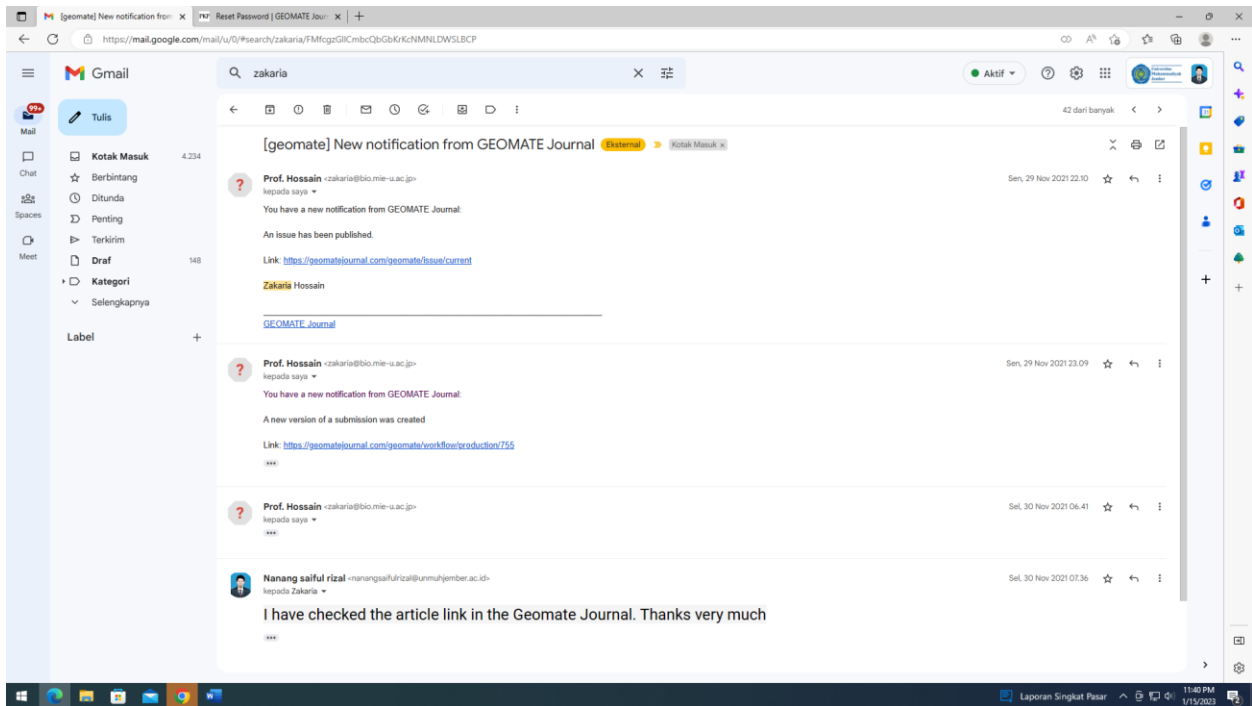 [geomate] New notification from
Reset Password | GEOMATE Jour
https://mail.google.com/mail/u/0/#search/zakaria/FMfcgzGllCmbcQbGbKrKcNMNLDWSLBCP
Gmail
zakaria
Aktif
99+
Mail
Chat
Spaces
Meet
Tulis
Kotak Masuk 4.234
Berbintang
Ditunda
Penting
Terkirim
Draf 148
Kategori
Selengkapnya
Label
42 dari banyak
[geomate] New notification from GEOMATE Journal Eksternal Kotak Masuk x
Prof. Hossain <zakaria@bio.mie-u.ac.jp> Sen, 29 Nov 2021 22.10
kepada saya
You have a new notification from GEOMATE Journal:
An issue has been published.
Link: https://geomatejournal.com/geomate/issue/current
Zakaria Hossain
GEOMATE Journal
Prof. Hossain <zakaria@bio.mie-u.ac.jp> Sen, 29 Nov 2021 23.09
kepada saya
You have a new notification from GEOMATE Journal:
A new version of a submission was created
Link: https://geomatejournal.com/geomate/workflow/production/755
Prof. Hossain <zakaria@bio.mie-u.ac.jp> Sel, 30 Nov 2021 06.41
kepada saya
Nanang saiful rizal <nanangsaifulrizal@unmuhjember.ac.id> Sel, 30 Nov 2021 07.36
kepada Zakaria
I have checked the article link in the Geomate Journal. Thanks very much
Laporan Singkat Pasar
11:40 PM
1/15/2023